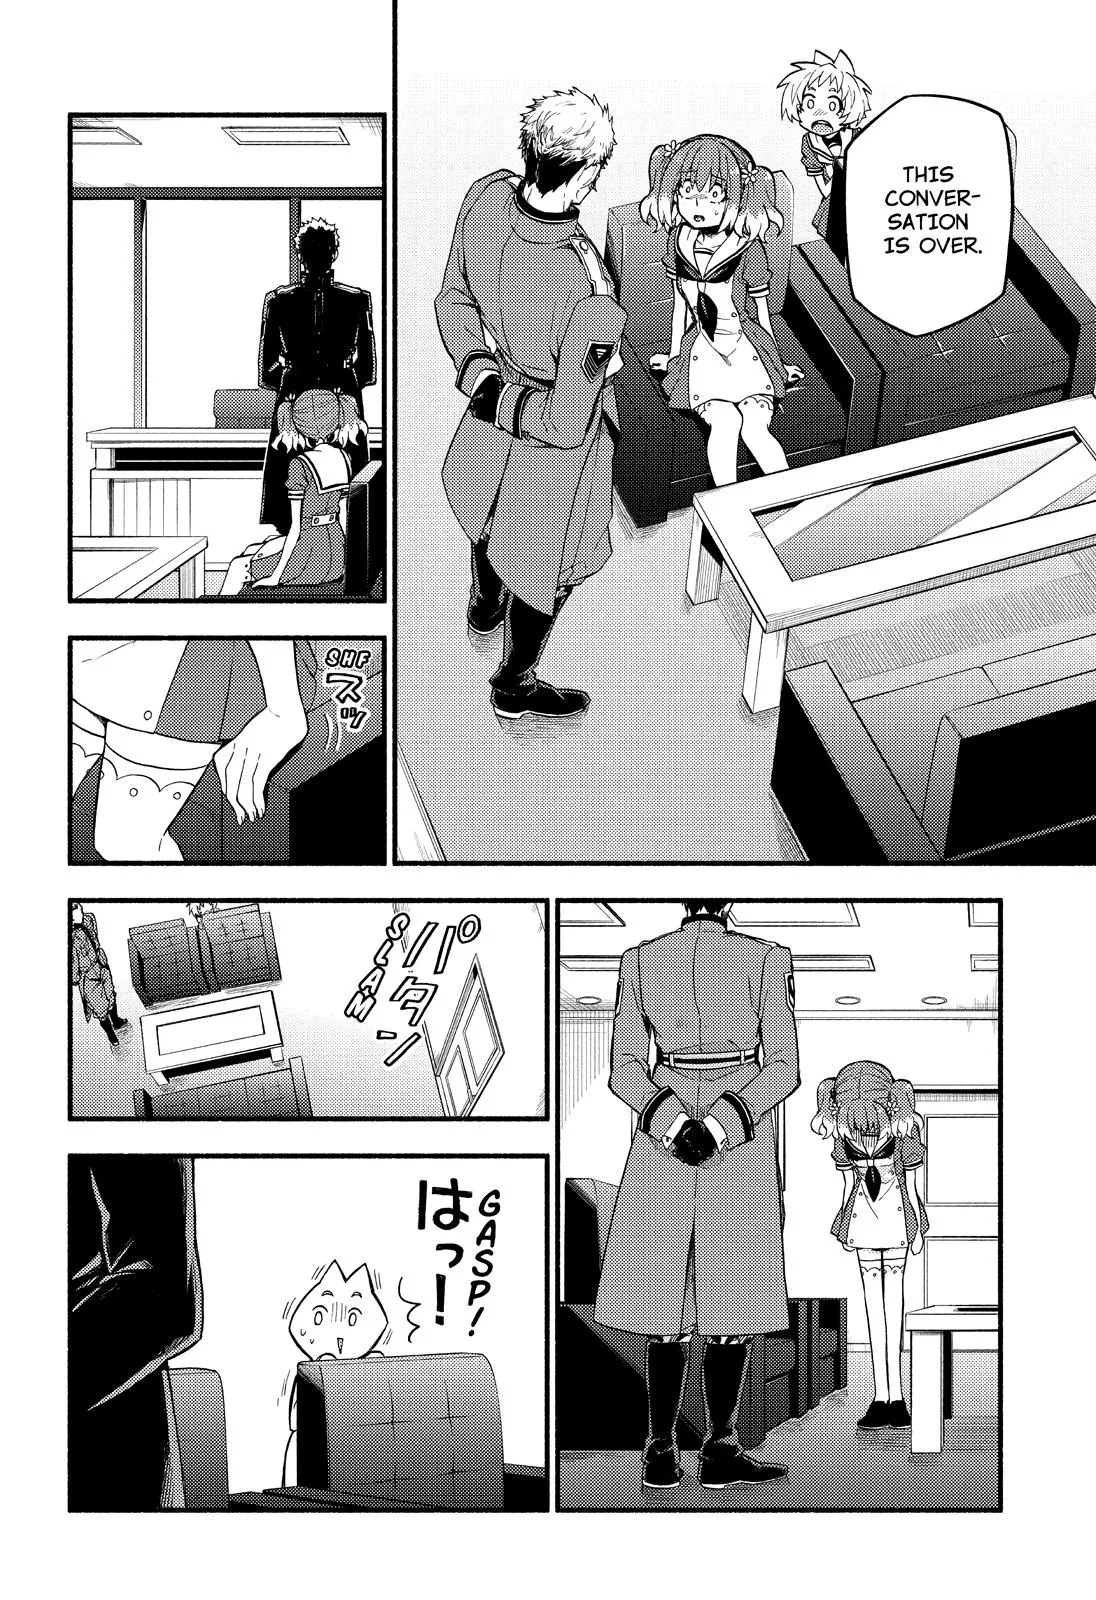 THIS
CONVER-
SATION
IS OVER.
SHF
スッ
パタン
SLAM
GASP!
はっ!